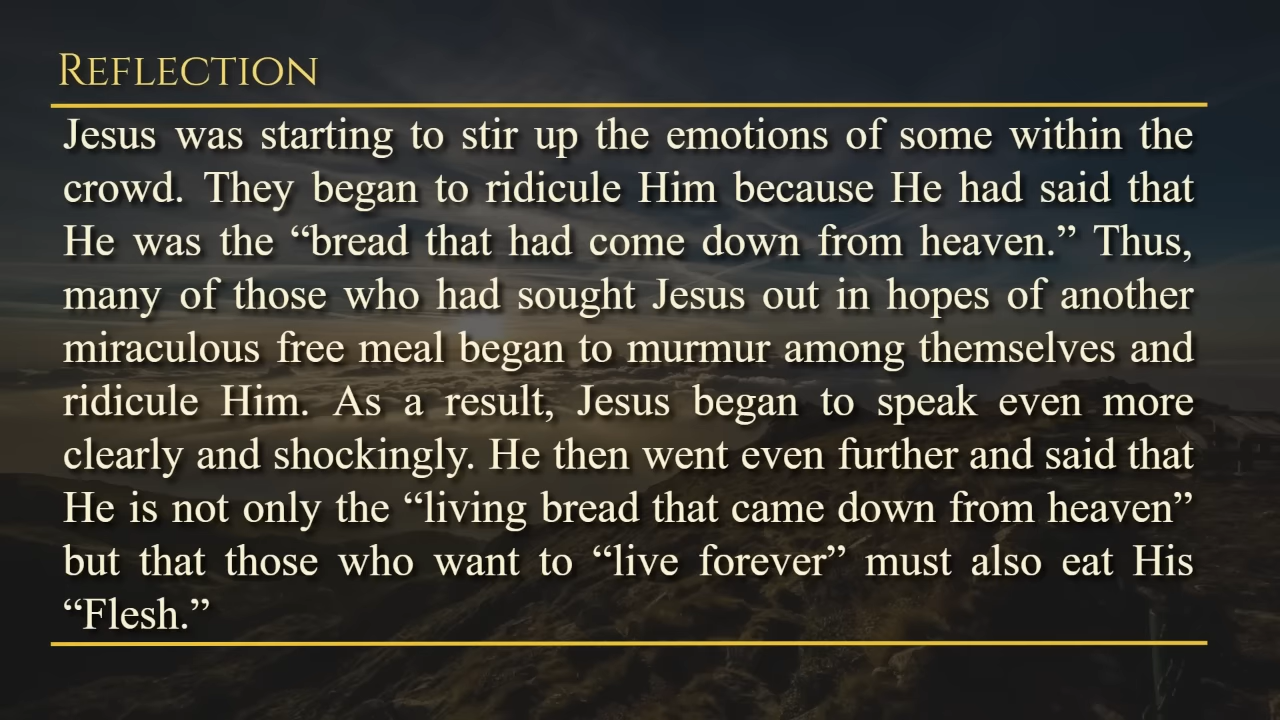 Reflection
Jesus was starting to stir up the emotions of some within the
crowd. They began to ridicule Him because He had said that
He was the “bread that had come down from heaven.” Thus,
many of those who had sought Jesus out in hopes of another
miraculous free meal began to murmur among themselves and
ridicule Him. As a result, Jesus began to speak even more
clearly and shockingly. He then went even further and said that
He is not only the “living bread that came down from heaven”
but that those who want to “live forever” must also eat His
“Flesh.”